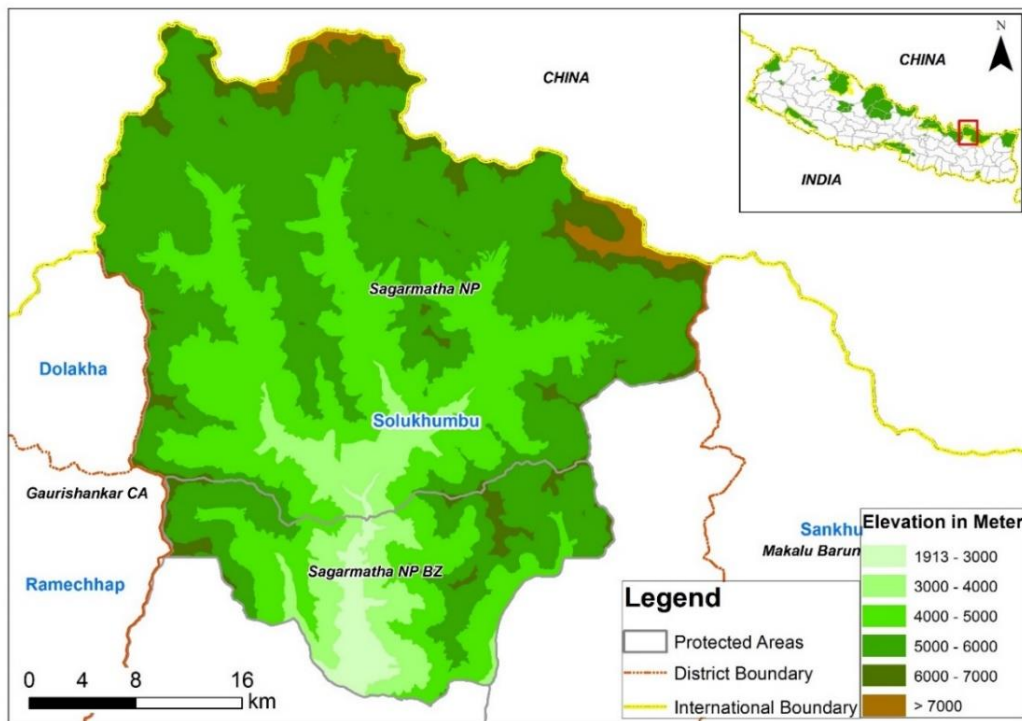 N
CHINA
CHINA
INDIA
Sagarmatha NP
Dolakha
Solukhumbu
Gaurishankar CA
Sankhu
Makalu Barun
Ramechhap
Sagarmatha NP BZ
Elevation in Meter
1913 - 3000
3000 - 4000
4000 - 5000
5000 - 6000
6000 - 7000
> 7000
Legend
Protected Areas
District Boundary
International Boundary
0 4 8 16
km